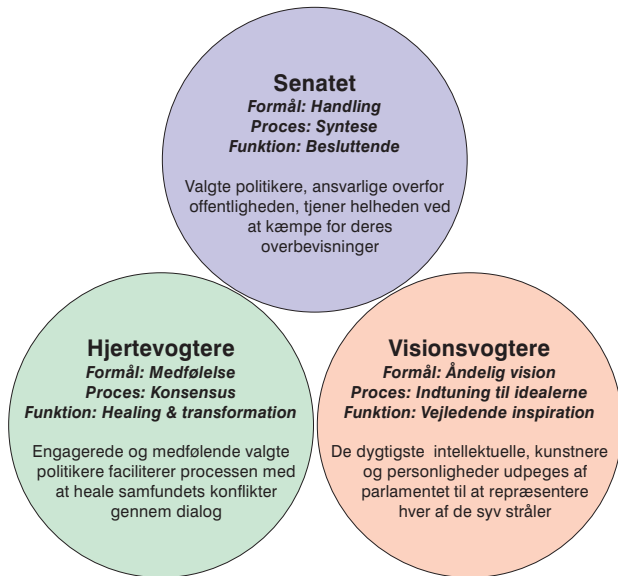 Senatet
Formål: Handling
Proces: Syntese
Funktion: Besluttende
Valgte politikere, ansvarlige overfor
offentligheden, tjener helheden ved
at kæmpe for deres
overbevisninger
Hjertevogtere
Formål: Medfølelse
Proces: Konsensus
Funktion: Healing & transformation
Engagerede og medfølende valgte
politikere faciliterer processen med
at heale samfundets konflikter
gennem dialog
Visionsvogtere
Formål: Åndelig vision
Proces: Indtuning til idealerne
Funktion: Vejledende inspiration
De dygtigste intellektuelle, kunstnere
og personligheder udpeges af
parlamentet til at repræsentere
hver af de syv stråler